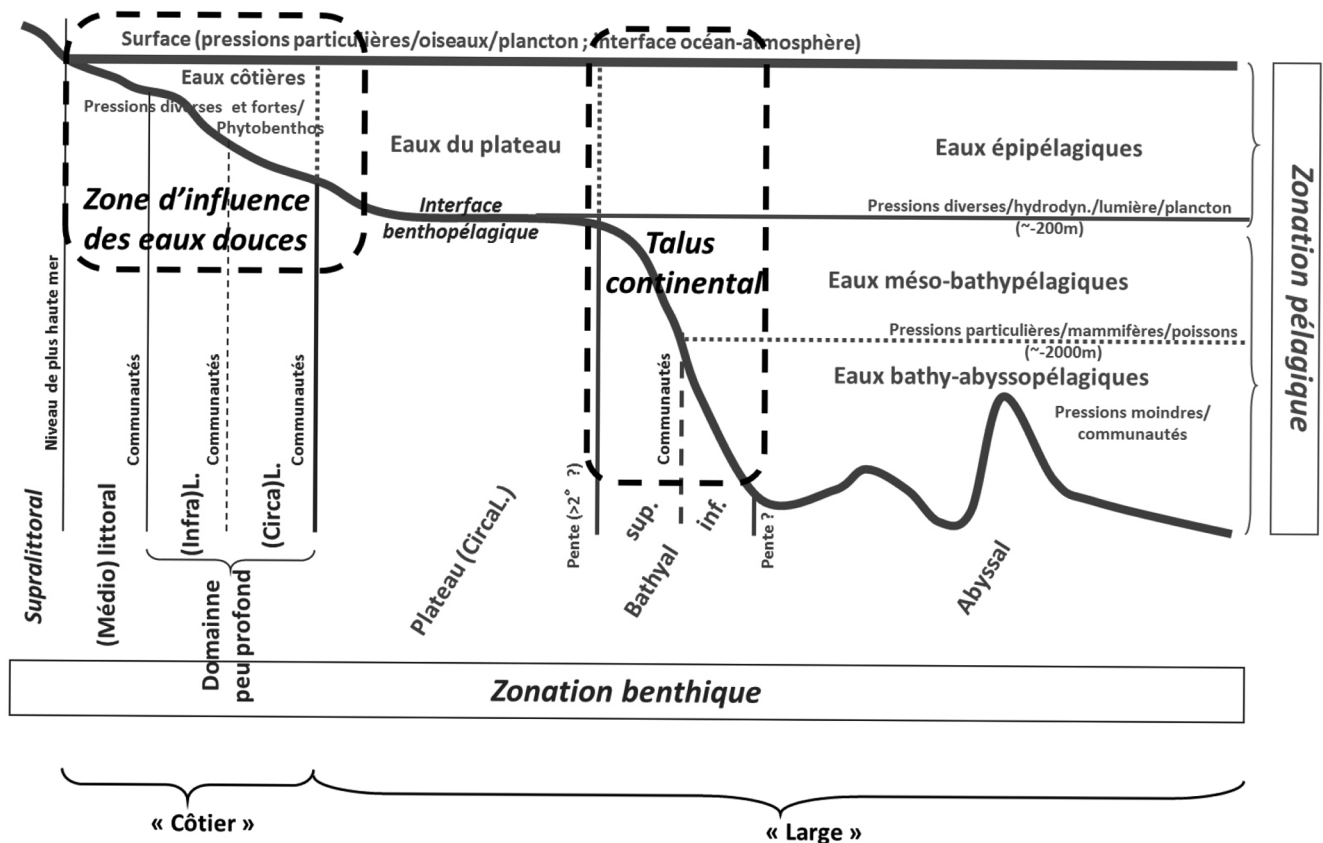 Surface (pressions particulières/oiseaux/plancton ; interface océan-atmosphère)
Eaux côtières
Pressions diverses et fortes/
Phytobenthos
Eaux du plateau
Eaux épipélagiques
Zone d’influence
des eaux douces
Interface
benthopélagique
Talus
continental
Pressions diverses/hydrodyn./lumière/plancton
(~-200m)
Eaux méso-bathypélagiques
Pressions particulières/mammifères/poissons
(~-2000m)
Eaux bathy-abyssopélagiques
Pressions moindres/
communautés
Zonation pélagique
Niveau de plus haute mer
Communautés
Communautés
Communautés
Communautés
Supralittoral
(Médio) littoral
(Infra)L.
(Circa)L.
Domainne
peu profond
Plateau (CircaL.)
Pente (>2° ?)
sup.
inf.
Bathyal
Pente ?
Abyssal
Zonation benthique
« Côtier »
« Large »